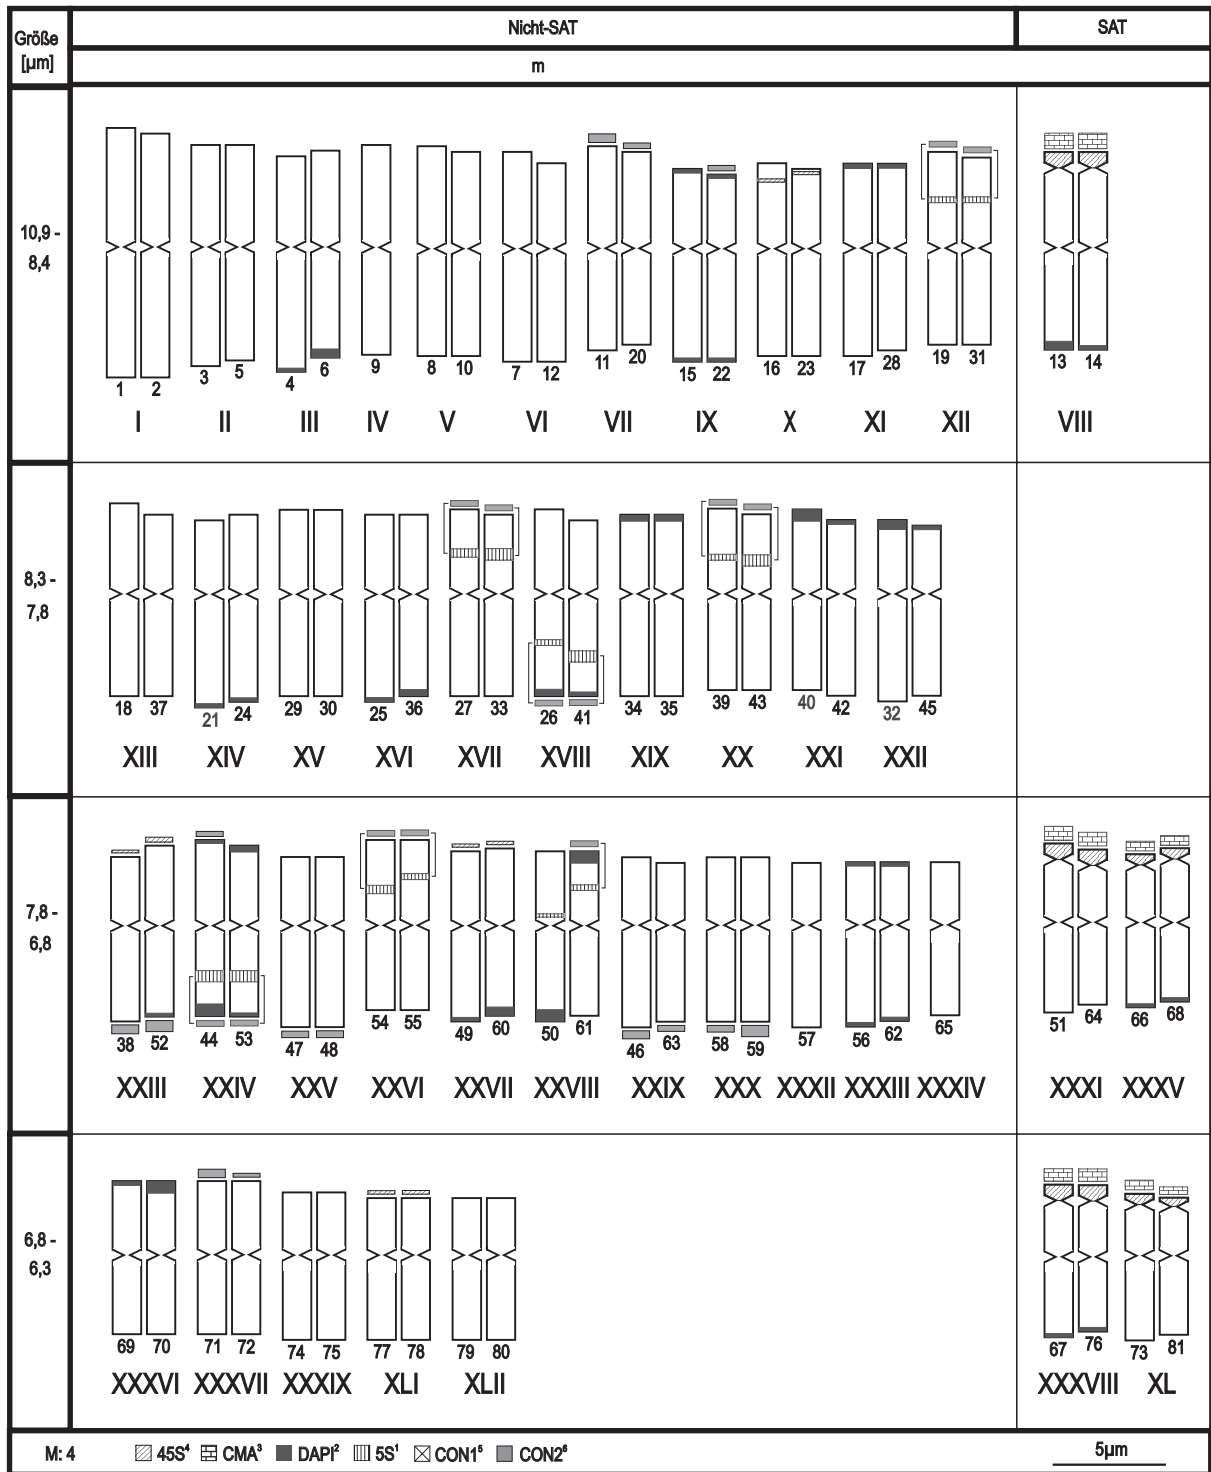 Größe
[µm]
Nicht-SAT
SAT
m
10,9 -
8,4
1 2 3 5 4 6 9 8 10 7 12 11 20 15 22 16 23 17 28 19 31 13 14
I II III IV V VI VII IX X XI XII VIII
8,3 -
7,8
18 37 21 24 29 30 25 36 27 33 26 41 34 35 39 43 40 42 32 45
XIII XIV XV XVI XVII XVIII XIX XX XXI XXII
7,8 -
6,8
38 52 44 53 47 48 54 55 49 60 50 61 46 63 58 59 57 56 62 65 51 64 66 68
XXIII XXIV XXV XXVI XXVII XXVIII XXIX XXX XXXII XXXIII XXXIV XXXI XXXV
6,8 -
6,3
69 70 71 72 74 75 77 78 79 80 67 76 73 81
XXXVI XXXVII XXXIX XLI XLII XXXVIII XL
M: 4 45S⁴ CMA³ DAPI² 5S¹ CON1⁵ CON2⁶ 5µm